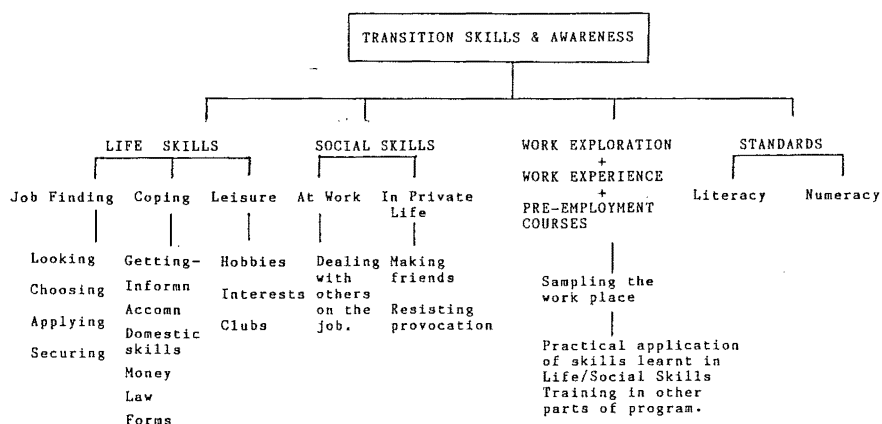 TRANSITION SKILLS & AWARENESS
LIFE SKILLS
Job Finding
Looking
Choosing
Applying
Securing
Coping
Getting-
Informn
Accomn
Domestic
skills
Money
Law
Forms
Leisure
Hobbies
Interests
Clubs
SOCIAL SKILLS
At Work
Dealing
with
others
on the
job.
In Private
Life
Making
friends
Resisting
provocation
WORK EXPLORATION
+
WORK EXPERIENCE
+
PRE-EMPLOYMENT
COURSES
Sampling the
work place
Practical application
of skills learnt in
Life/Social Skills
Training in other
parts of program.
STANDARDS
Literacy
Numeracy